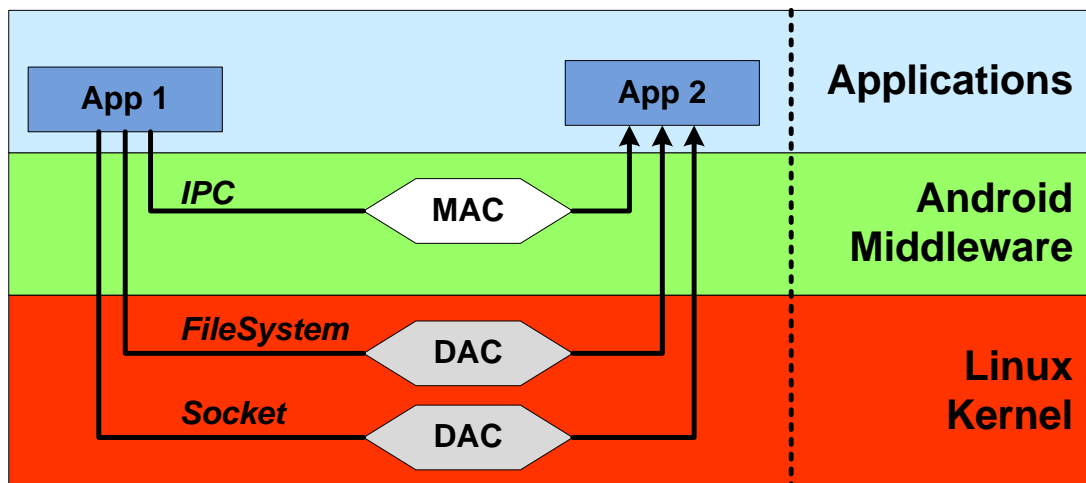 App 1
App 2
Applications
IPC
MAC
Android
Middleware
FileSystem
DAC
Linux
Kernel
Socket
DAC